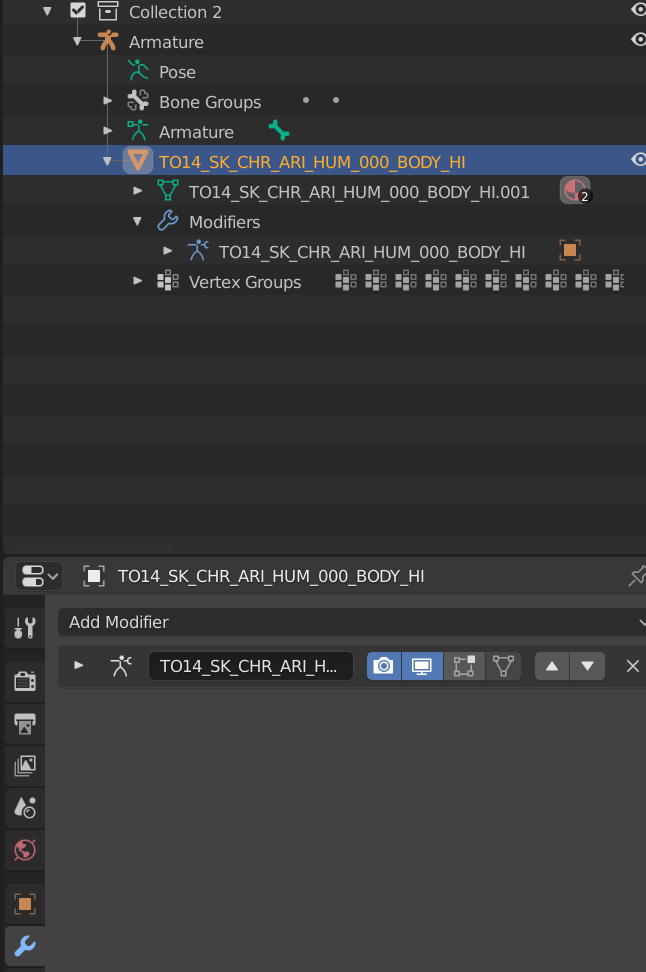 Collection 2
Armature
Pose
Bone Groups
Armature
TO14_SK_CHR_ARI_HUM_000_BODY_HI
TO14_SK_CHR_ARI_HUM_000_BODY_HI.001 2
Modifiers
TO14_SK_CHR_ARI_HUM_000_BODY_HI
Vertex Groups
TO14_SK_CHR_ARI_HUM_000_BODY_HI
Add Modifier
TO14_SK_CHR_ARI_H...